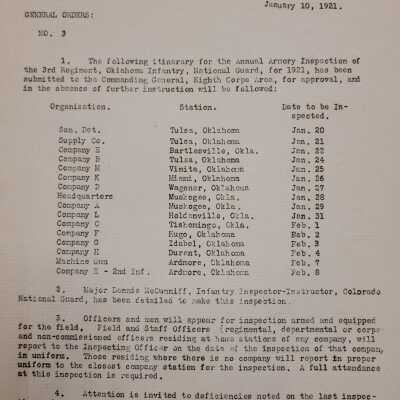 January 10, 1921.
GENERAL ORDERS:
NO. 3
1. The following itinarary for the Annual Armory Inspection of
the 3rd Regiment, Oklahoma Infantry, National Guard, for 1921, has been
submitted to the Commanding General, Eighth Corps Area, for approval, and
in the absence of further instruction will be followed:
Organization. Station. Date to be In-
spected.
San. Det. Tulsa, Oklahoma Jan. 20
Supply Co. Tulsa, Oklahoma Jan. 21
Company E Bartlesville, Okla. Jan. 22
Company B Tulsa, Oklahoma Jan. 24
Company M Vinita, Oklahoma Jan. 25
Company K Miami, Oklahoma Jan. 26
Company D Wagoner, Oklahoma Jan. 27
Headquarters Muskogee, Okla. Jan. 28
Company A Muskogee, Okla. Jan. 29
Company L Holdenville, Okla. Jan. 31
Company C Tishomingo, Okla. Feb. 1
Company F Hugo, Oklahoma Feb. 2
Company G Idabel, Oklahoma Feb. 3
Company H Durant, Oklahoma Feb. 4
Machine Gun Ardmore, Oklahoma Feb. 7
Company - 2nd Inf. Ardmore, Oklahoma Feb. 8
2. Major Lonnie McCunniff, Infantry Inspector-Instructor, Colorado
National Guard, has been detailed to make this inspection.
3. Officers and men will appear for inspection armed and equipped
for the field. Field and Staff Officers (regimental, departmental or corps
and non-commissioned officers residing at home stations of any company, will
report to the Inspecting Officer on the date of the inspection of that company,
in uniform. Those residing where there is no company will report in proper
uniform to the closest company station for the inspection. A full attendance
at this inspection is required.
4. Attention is invited to deficiencies noted on the last inspec-